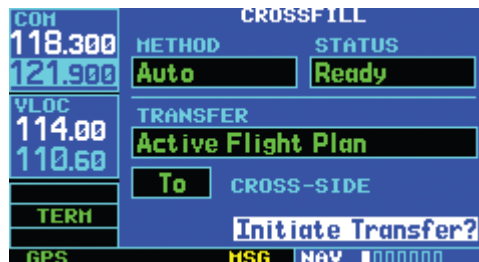 COM
118.300
121.900
VLOC
114.00
110.60
TERM
GPS
CROSSFILL
METHOD STATUS
Auto Ready
TRANSFER
Active Flight Plan
To CROSS-SIDE
Initiate Transfer?
MSG NAV